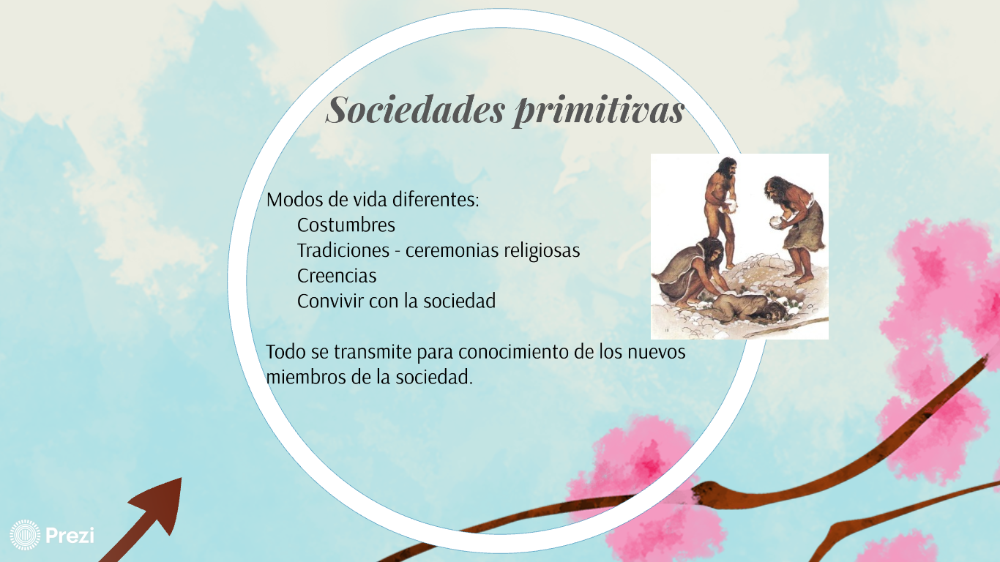 Sociedades primitivas
Modos de vida diferentes:
Costumbres
Tradiciones - ceremonias religiosas
Creencias
Convivir con la sociedad
Todo se transmite para conocimiento de los nuevos
miembros de la sociedad.
Prezi